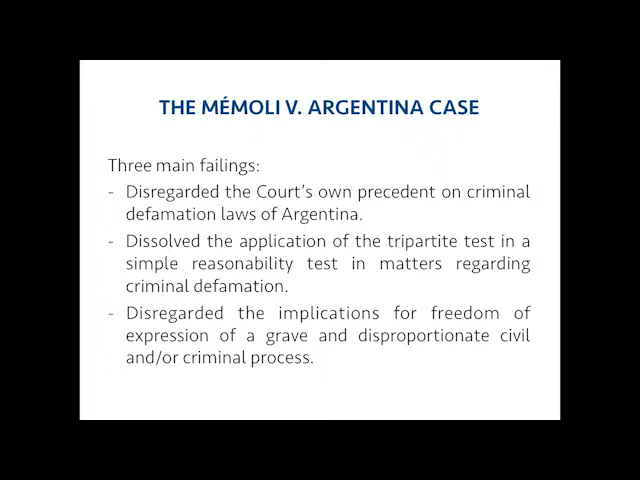 THE MÉMOLI V. ARGENTINA CASE
Three main failings:
- Disregarded the Court's own precedent on criminal
defamation laws of Argentina.
- Dissolved the application of the tripartite test in a
simple reasonability test in matters regarding
criminal defamation.
- Disregarded the implications for freedom of
expression of a grave and disproportionate civil
and/or criminal process.